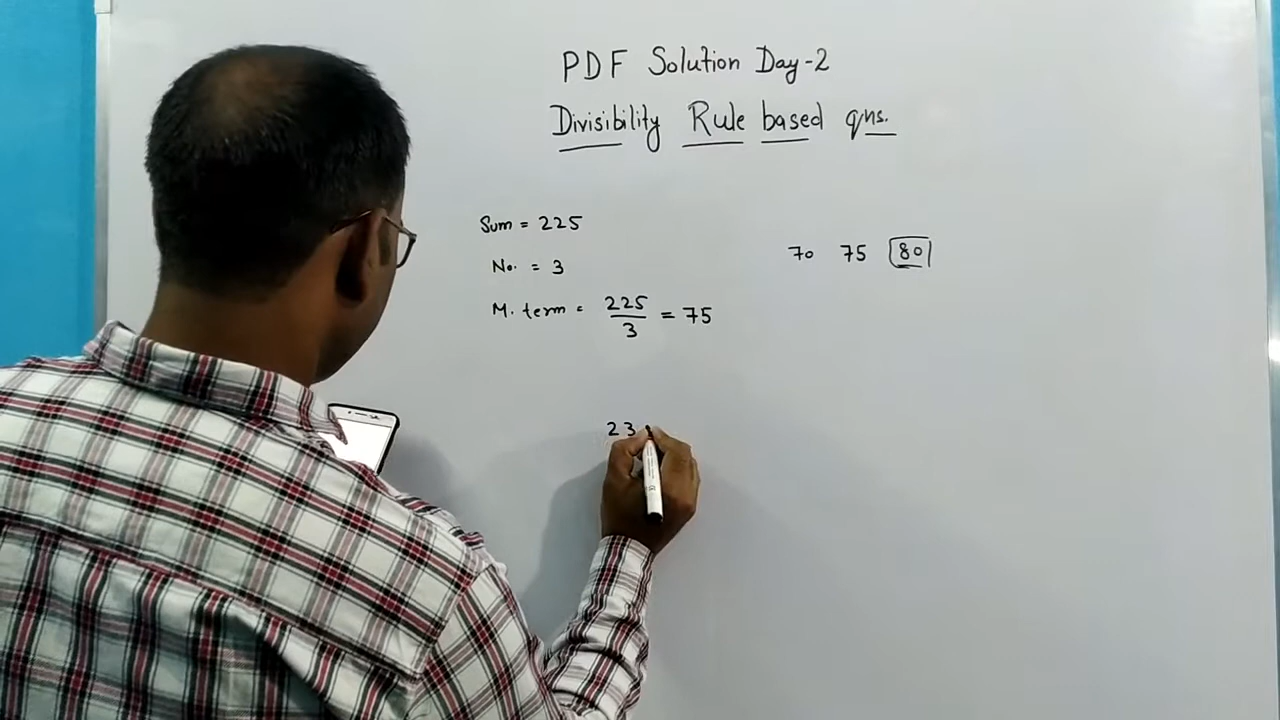 PDF Solution Day-2
Divisibility Rule based qns.
Sum = 225
No. = 3
M. term = 225/3 = 75
70 75 80
23